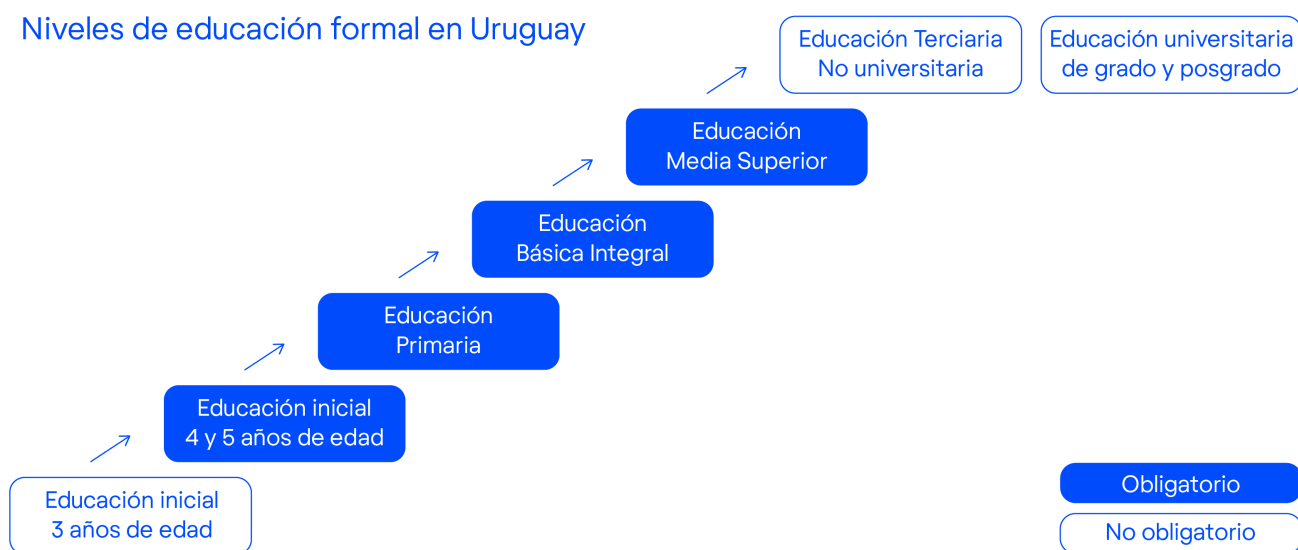 Niveles de educación formal en Uruguay
Educación Terciaria
No universitaria
Educación universitaria
de grado y posgrado
Educación
Media Superior
Educación
Básica Integral
Educación
Primaria
Educación inicial
4 y 5 años de edad
Educación inicial
3 años de edad
Obligatorio
No obligatorio